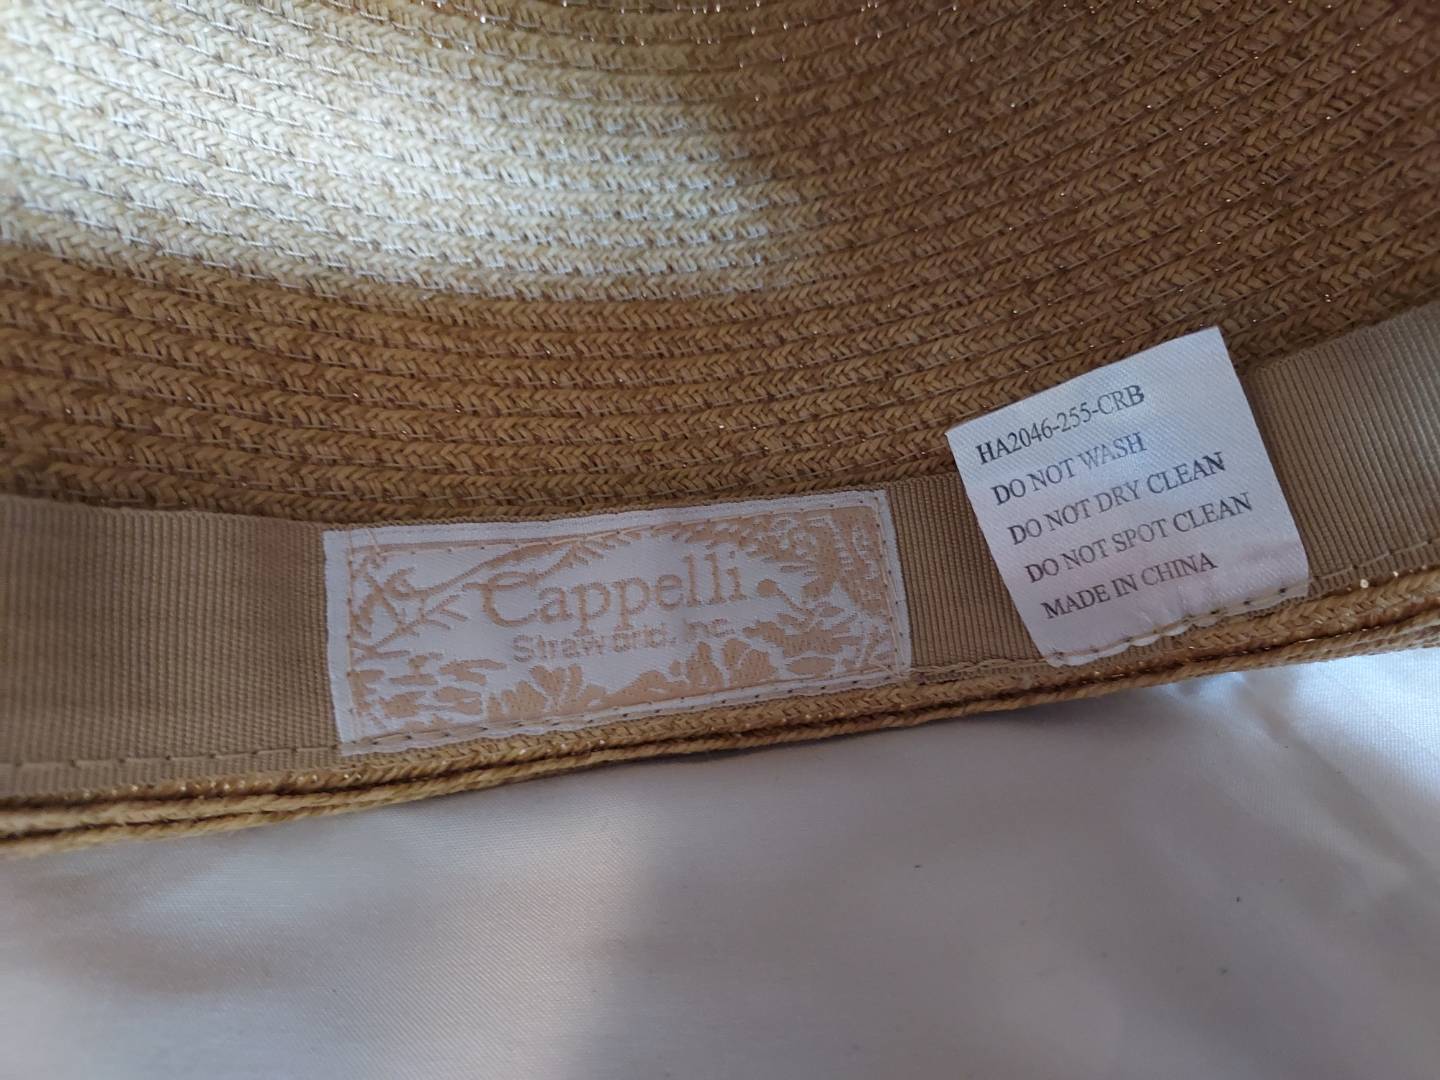 Cappelli
Straworld, Inc.
HA2046-255-CRB
DO NOT WASH
DO NOT DRY CLEAN
DO NOT SPOT CLEAN
MADE IN CHINA